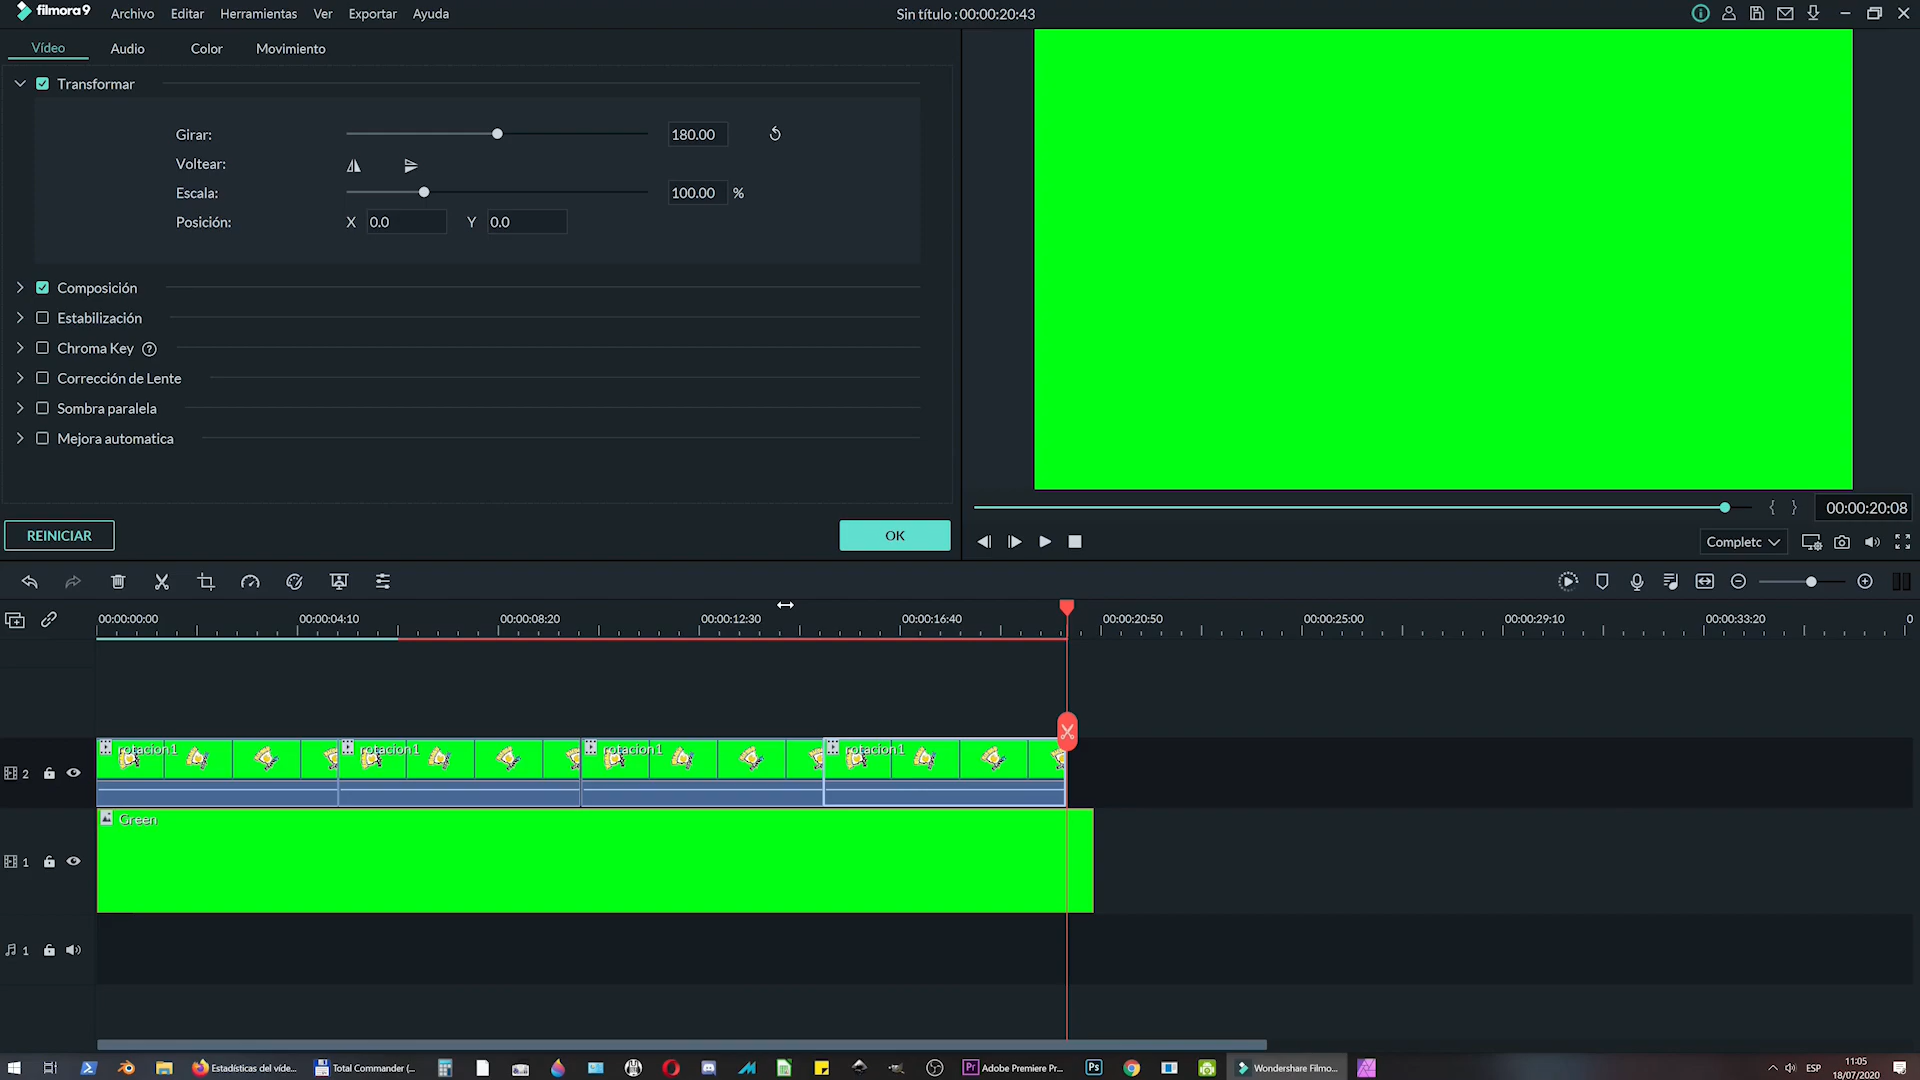 filmora9 Archivo Editar Herramientas Ver Exportar Ayuda Sin título : 00:00:20:43
Vídeo Audio Color Movimiento
Transformar
Girar: 180.00
Voltear:
Escala: 100.00 %
Posición: X 0.0 Y 0.0
Composición
Estabilización
Chroma Key ?
Corrección de Lente
Sombra paralela
Mejora automatica
{ } 00:00:20:08
REINICIAR OK
Completc
00:00:00:00 00:00:04:10 00:00:08:20 00:00:12:30 00:00:16:40 00:00:20:50 00:00:25:00 00:00:29:10 00:00:33:20 0
rotacion1 rotacion1 rotacion1 rotacion1
2
Green
1
1
Estadísticas del víde... Total Commander (... Pr Adobe Premiere Pr... Ps Wondershare Filmo... ESP 11:05
18/07/2020